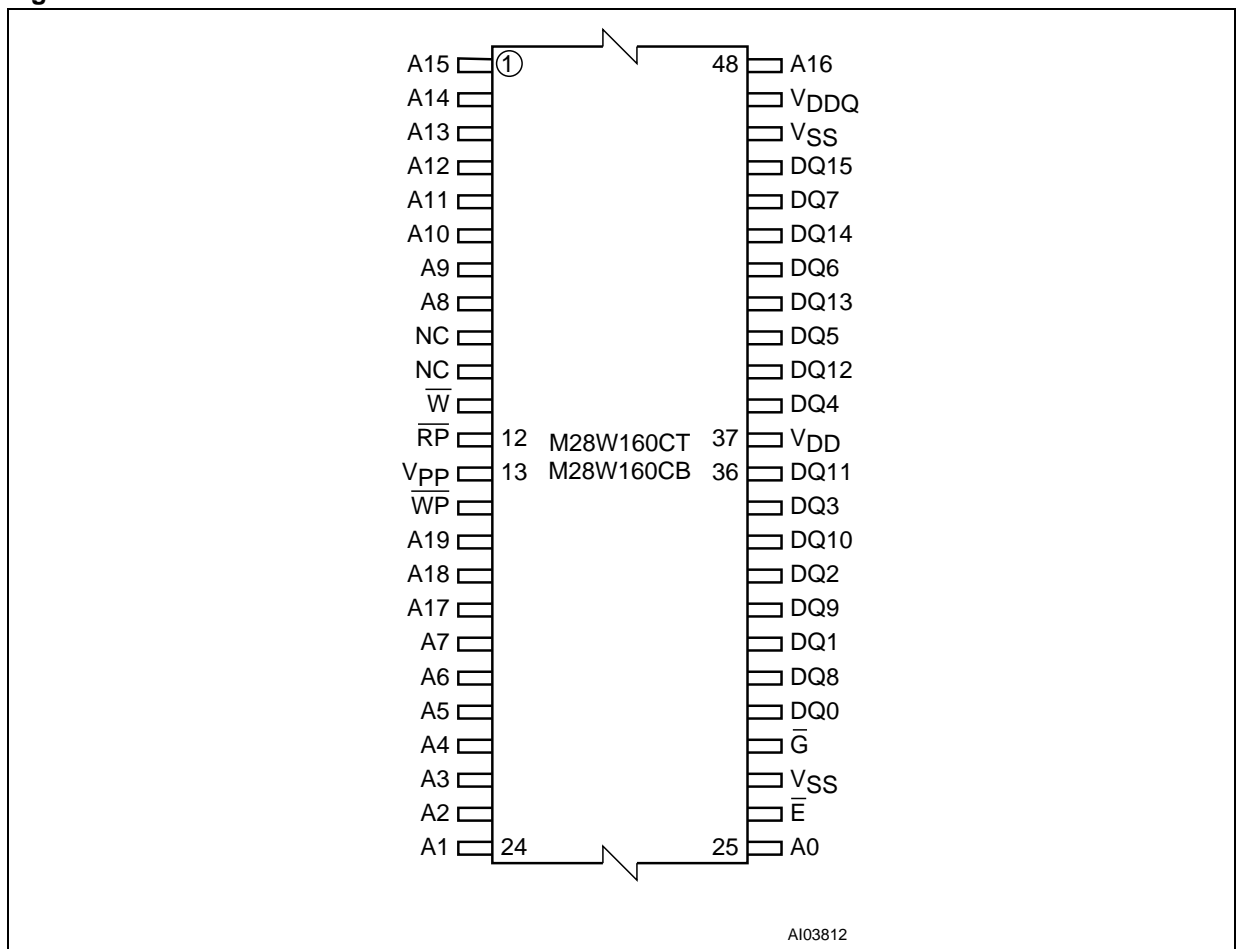 A15 1 48 A16
A14 VDDQ
A13 VSS
A12 DQ15
A11 DQ7
A10 DQ14
A9 DQ6
A8 DQ13
NC DQ5
NC DQ12
W̅ DQ4
R̅P̅ 12 M28W160CT 37 VDD
VPP 13 M28W160CB 36 DQ11
W̅P̅ DQ3
A19 DQ10
A18 DQ2
A17 DQ9
A7 DQ1
A6 DQ8
A5 DQ0
A4 G̅
A3 VSS
A2 E̅
A1 24 25 A0
AI03812